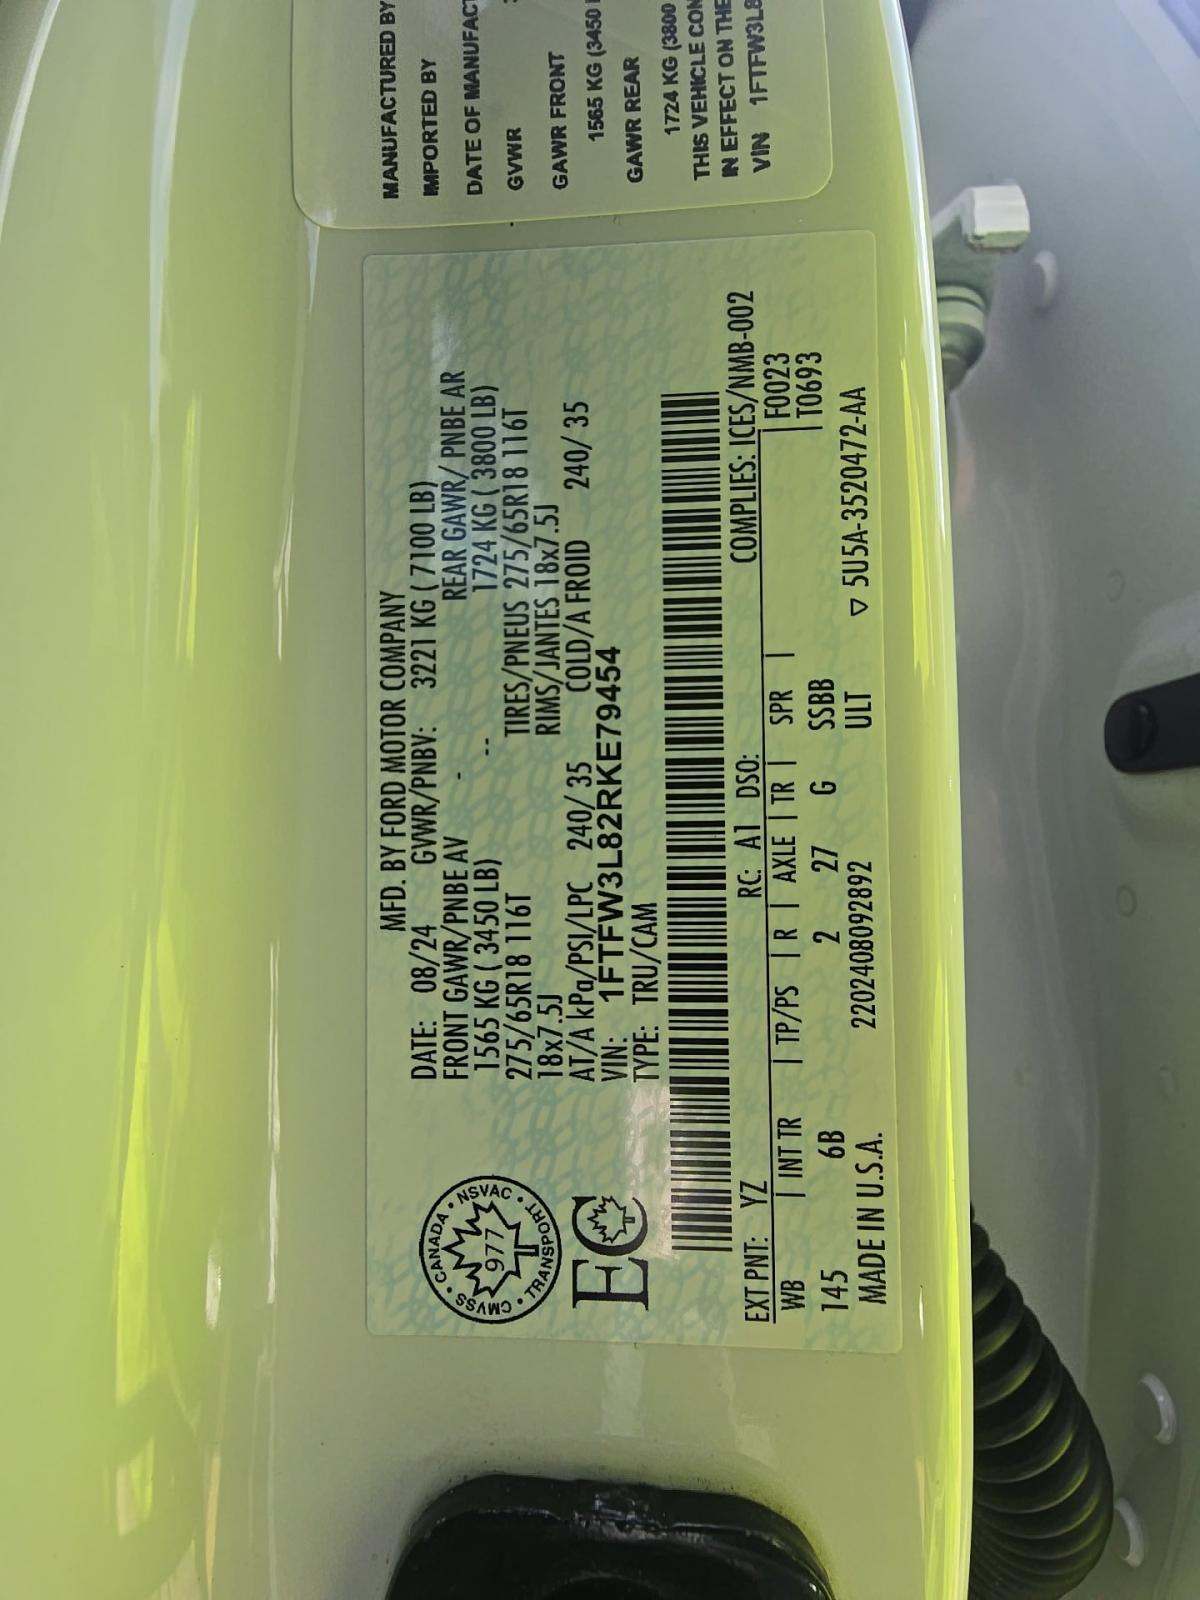 MANUFACTURED BY
IMPORTED BY
DATE OF MANUFACT
GVWR
GAWR FRONT
1565 KG (3450
GAWR REAR
1724 KG (3800
THIS VEHICLE CON
IN EFFECT ON THE
VIN 1FTFW3L8
MFD. BY FORD MOTOR COMPANY
DATE: 08/24 GVWR/PNBV: 3221 KG ( 7100 LB)
FRONT GAWR/PNBE AV - REAR GAWR/ PNBE AR
1565 KG ( 3450 LB) -- 1724 KG ( 3800 LB)
275/65R18 116T TIRES/PNEUS 275/65R18 116T
18x7.5J RIMS/JANTES 18x7.5J
AT/A kPa/PSI/LPC 240/ 35 COLD/A FROID 240/ 35
VIN: 1FTFW3L82RKE79454
TYPE: TRU/CAM
CANADA • NSVAC • TRANSPORT • CMVSS •
977
EC
COMPLIES: ICES/NMB-002
EXT PNT: YZ RC: A1 DSO: F0023
WB | INT TR | TP/PS | R | AXLE | TR | SPR | | T0693
145 6B 2 27 G SSBB
MADE IN U.S.A. 2202408092892 ULT ▽ 5U5A-3520472-AA